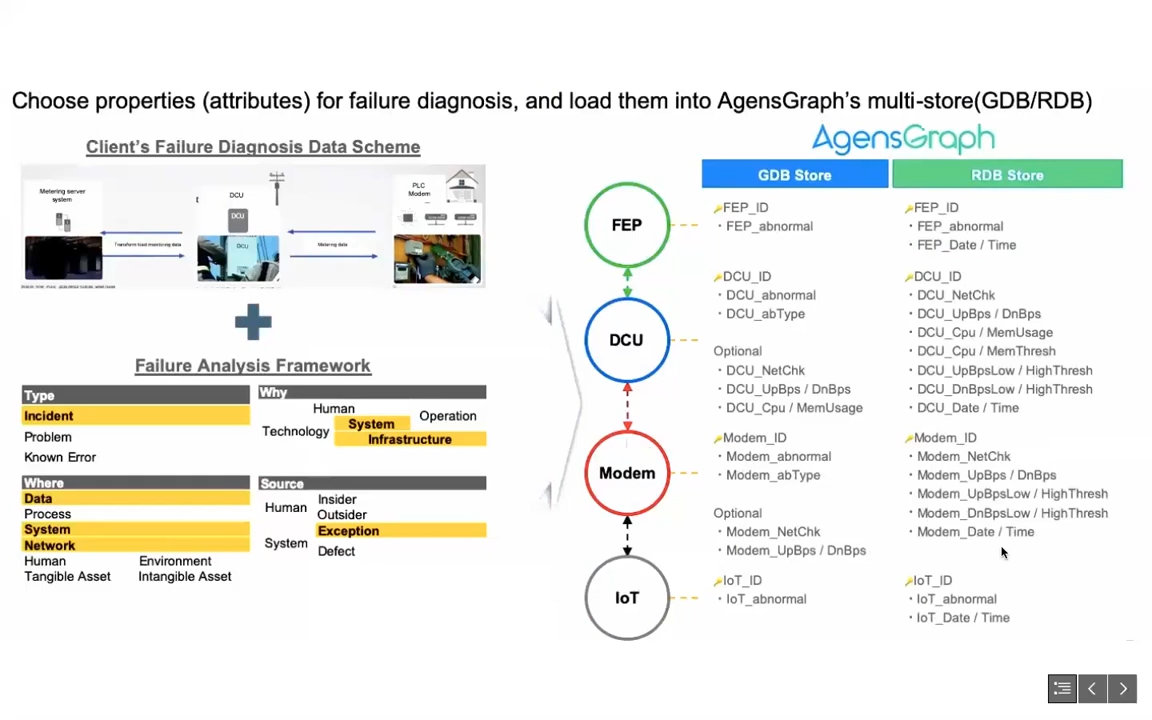 Choose properties (attributes) for failure diagnosis, and load them into AgensGraph's multi-store(GDB/RDB)
Client's Failure Diagnosis Data Scheme
Metering server
system
DCU
DCU
DCU
PLC
Modem
Transform load monitoring data
Metering data
Failure Analysis Framework
Type
Incident
Problem
Known Error
Why
Human
Operation
System
Technology
Infrastructure
Where
Data
Process
System
Network
Human
Environment
Tangible Asset
Intangible Asset
Source
Human
Insider
Outsider
Exception
System
Defect
FEP
DCU
Modem
IoT
AgensGraph
GDB Store
FEP_ID
· FEP_abnormal
DCU_ID
· DCU_abnormal
· DCU_abType
Optional
· DCU_NetChk
· DCU_UpBps / DnBps
· DCU_Cpu / MemUsage
Modem_ID
· Modem_abnormal
· Modem_abType
Optional
· Modem_NetChk
· Modem_UpBps / DnBps
IoT_ID
· IoT_abnormal
RDB Store
FEP_ID
· FEP_abnormal
· FEP_Date / Time
DCU_ID
· DCU_NetChk
· DCU_UpBps / DnBps
· DCU_Cpu / MemUsage
· DCU_Cpu / MemThresh
· DCU_UpBpsLow / HighThresh
· DCU_DnBpsLow / HighThresh
· DCU_Date / Time
Modem_ID
· Modem_NetChk
· Modem_UpBps / DnBps
· Modem_UpBpsLow / HighThresh
· Modem_DnBpsLow / HighThresh
· Modem_Date / Time
IoT_ID
· IoT_abnormal
· IoT_Date / Time